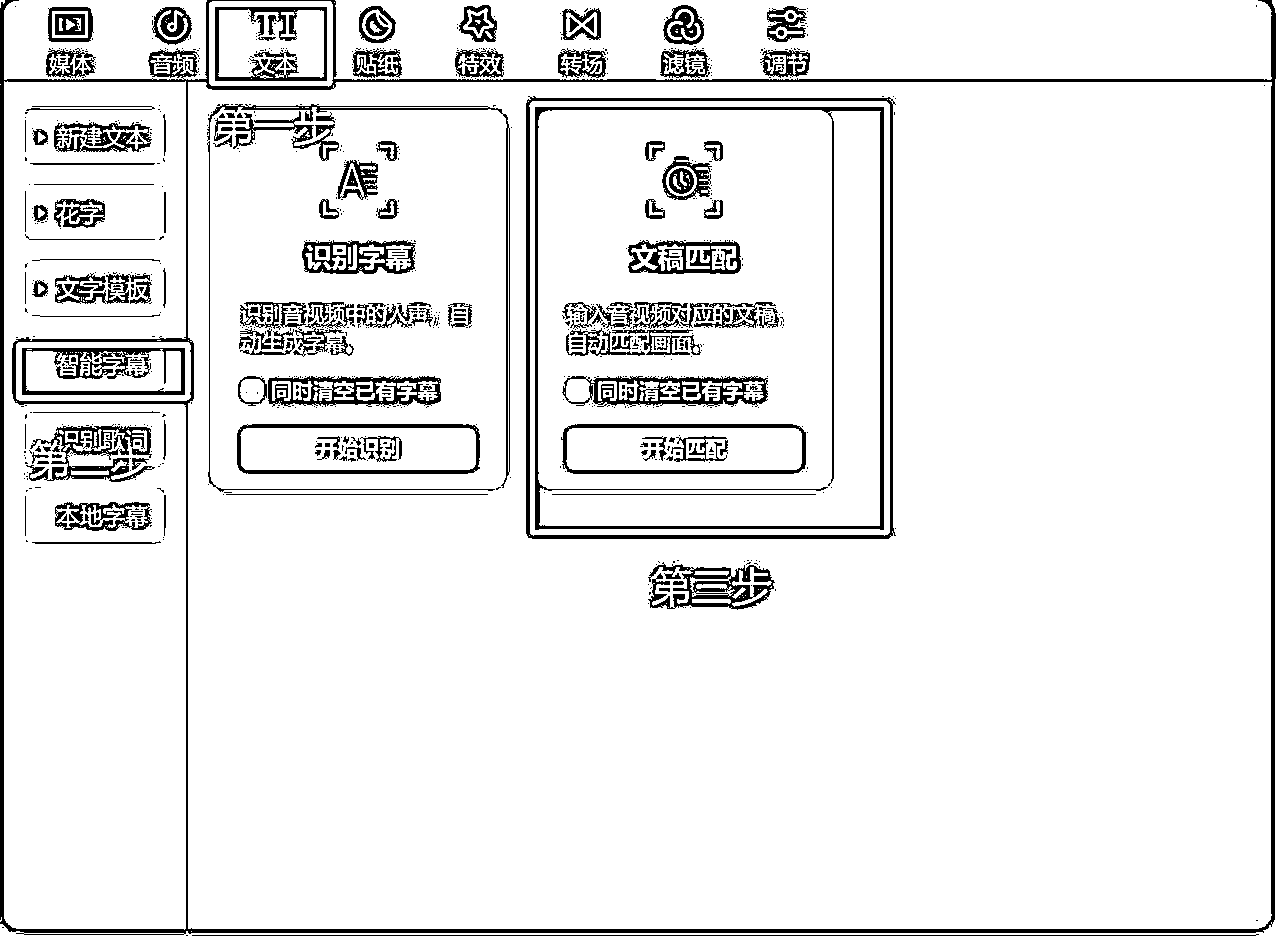 媒体 音频 文本 贴纸 特效 转场 滤镜 调节
新建文本
花字
文字模板
智能字幕
识别歌词
第二步
本地字幕
第一步
识别字幕
识别音视频中的人声，自
动生成字幕。
同时清空已有字幕
开始识别
文稿匹配
输入音视频对应的文稿，
自动匹配画面。
同时清空已有字幕
开始匹配
第三步